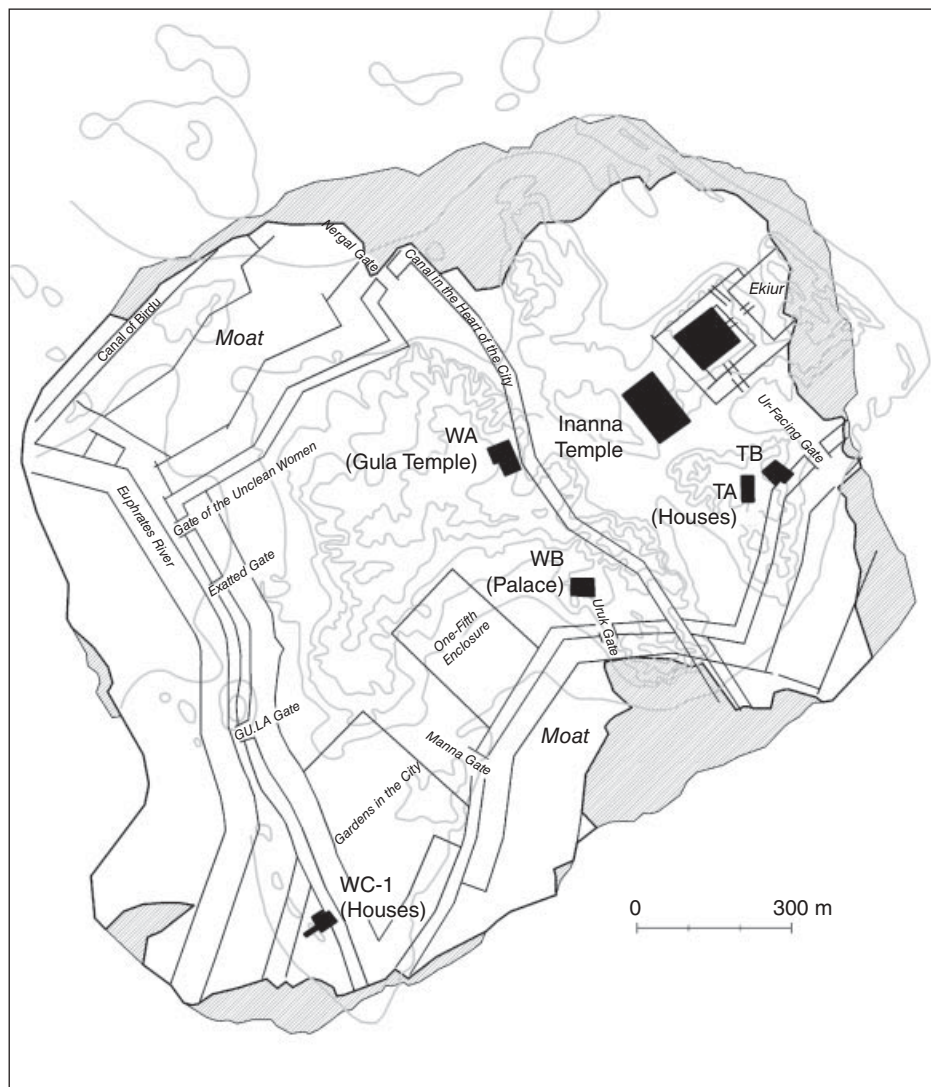 Nergal Gate
Canal in the Heart of the City
Canal of Birdu
Moat
Ekiur
Inanna
Temple
Ur-Facing Gate
WA
(Gula Temple)
TB
TA
(Houses)
Gate of the Unclean Women
Euphrates River
Exatted Gate
WB
(Palace)
Uruk Gate
One-Fifth
Enclosure
GU.LA Gate
Manna Gate
Moat
Gardens in the City
WC-1
(Houses)
0
300 m